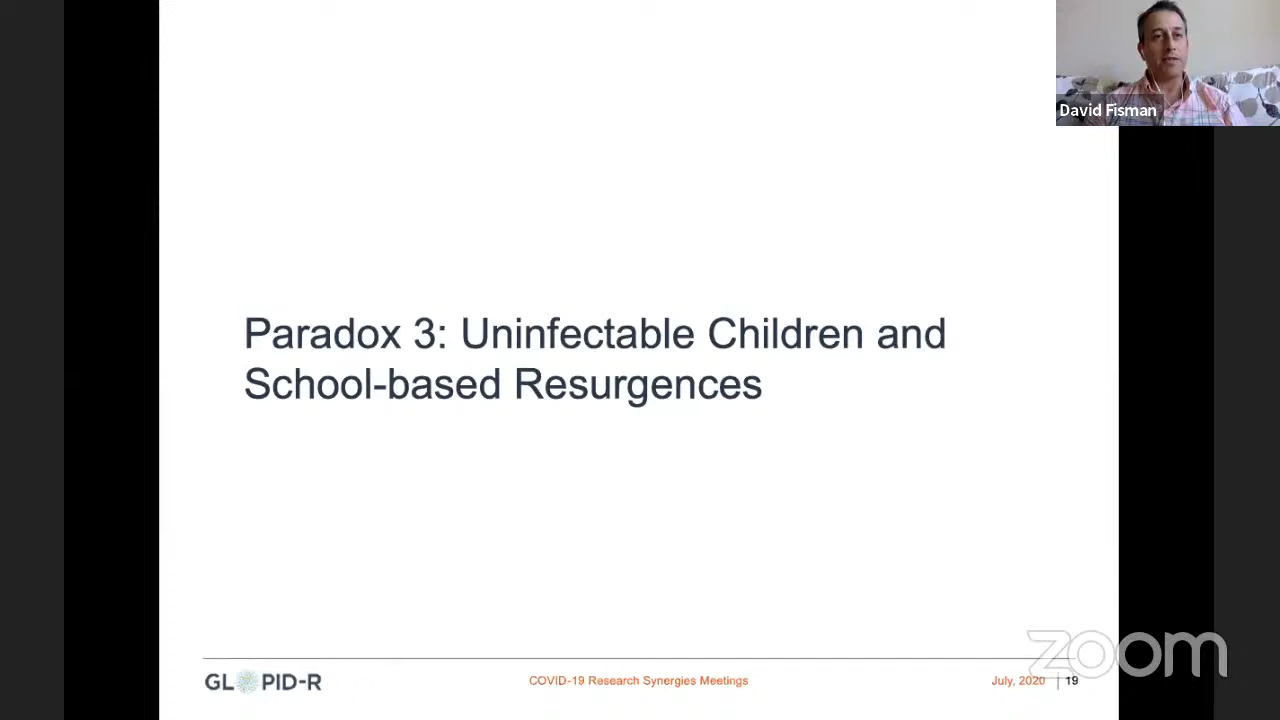 David Fisman
Paradox 3: Uninfectable Children and
School-based Resurgences
GLOPID-R
COVID-19 Research Synergies Meetings
July, 2020
19
zoom